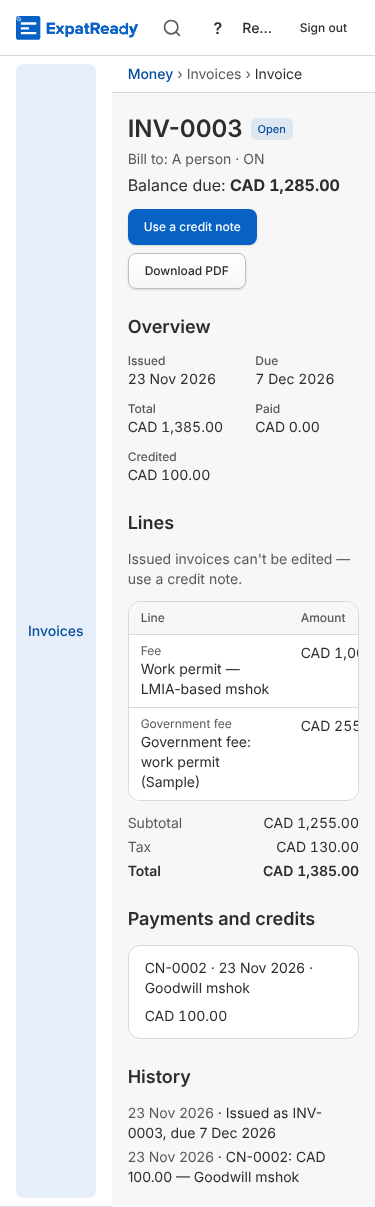 ExpatReady
?
Re...
Sign out
Invoices
Money › Invoices › Invoice
INV-0003 Open
Bill to: A person · ON
Balance due: CAD 1,285.00
Use a credit note
Download PDF
Overview
Issued Due
23 Nov 2026 7 Dec 2026
Total Paid
CAD 1,385.00 CAD 0.00
Credited
CAD 100.00
Lines
Issued invoices can't be edited —
use a credit note.
Line Amount
Fee
Work permit — CAD 1,00
LMIA-based mshok
Government fee
Government fee: CAD 255
work permit
(Sample)
Subtotal CAD 1,255.00
Tax CAD 130.00
Total CAD 1,385.00
Payments and credits
CN-0002 · 23 Nov 2026 ·
Goodwill mshok
CAD 100.00
History
23 Nov 2026 · Issued as INV-
0003, due 7 Dec 2026
23 Nov 2026 · CN-0002: CAD
100.00 — Goodwill mshok